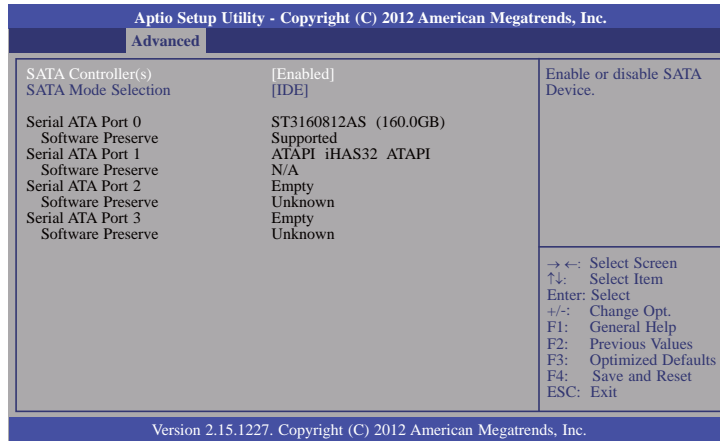 Aptio Setup Utility - Copyright (C) 2012 American Megatrends, Inc.
Advanced
SATA Controller(s) [Enabled]
SATA Mode Selection [IDE]
Serial ATA Port 0 ST3160812AS (160.0GB)
Software Preserve Supported
Serial ATA Port 1 ATAPI iHAS32 ATAPI
Software Preserve N/A
Serial ATA Port 2 Empty
Software Preserve Unknown
Serial ATA Port 3 Empty
Software Preserve Unknown
Enable or disable SATA
Device.
→ ←: Select Screen
↑↓: Select Item
Enter: Select
+/-: Change Opt.
F1: General Help
F2: Previous Values
F3: Optimized Defaults
F4: Save and Reset
ESC: Exit
Version 2.15.1227. Copyright (C) 2012 American Megatrends, Inc.